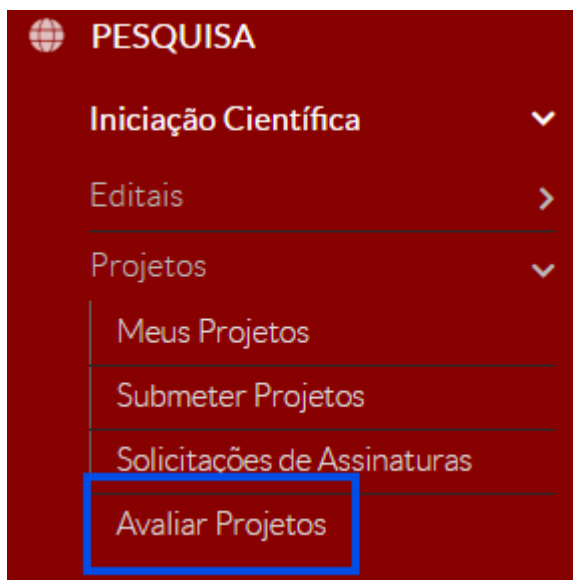 PESQUISA
Iniciação Científica
Editais
Projetos
Meus Projetos
Submeter Projetos
Solicitações de Assinaturas
Avaliar Projetos